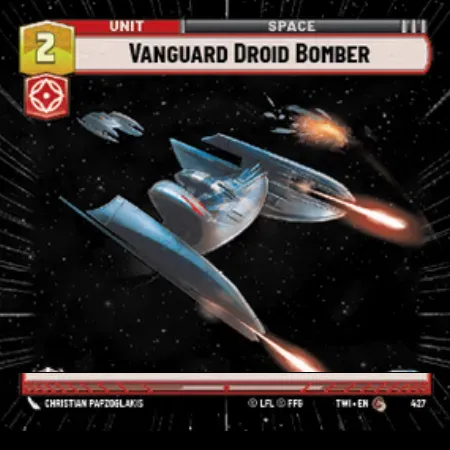 UNIT SPACE
2 VANGUARD DROID BOMBER
CHRISTIAN PAPZOGLAKIS © LFL © FFG TWI • EN 427